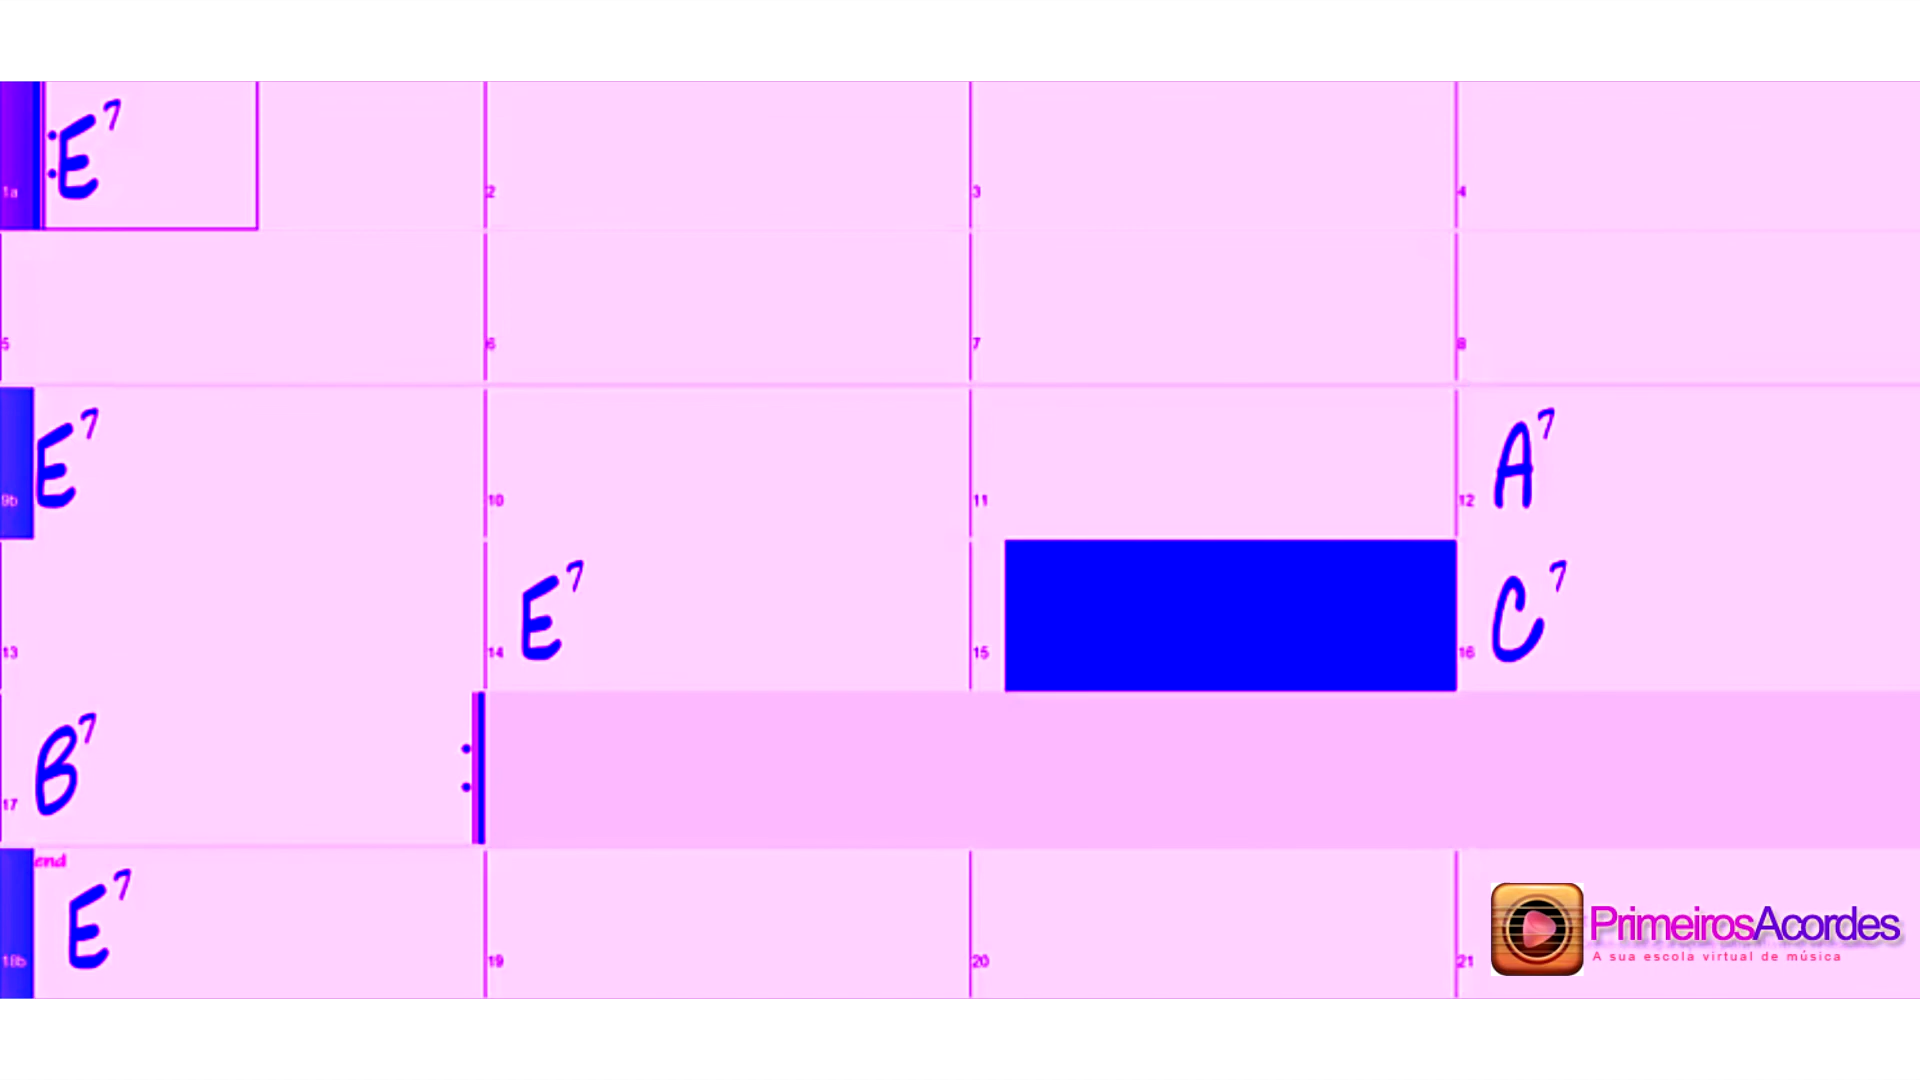 1a E7 2 3 4
5 6 7 8
9b E7 10 11 12 A7
13 14 E7 15 16 C7
17 B7
end
18b E7 19 20 21
PrimeirosAcordes
A sua escola virtual de música